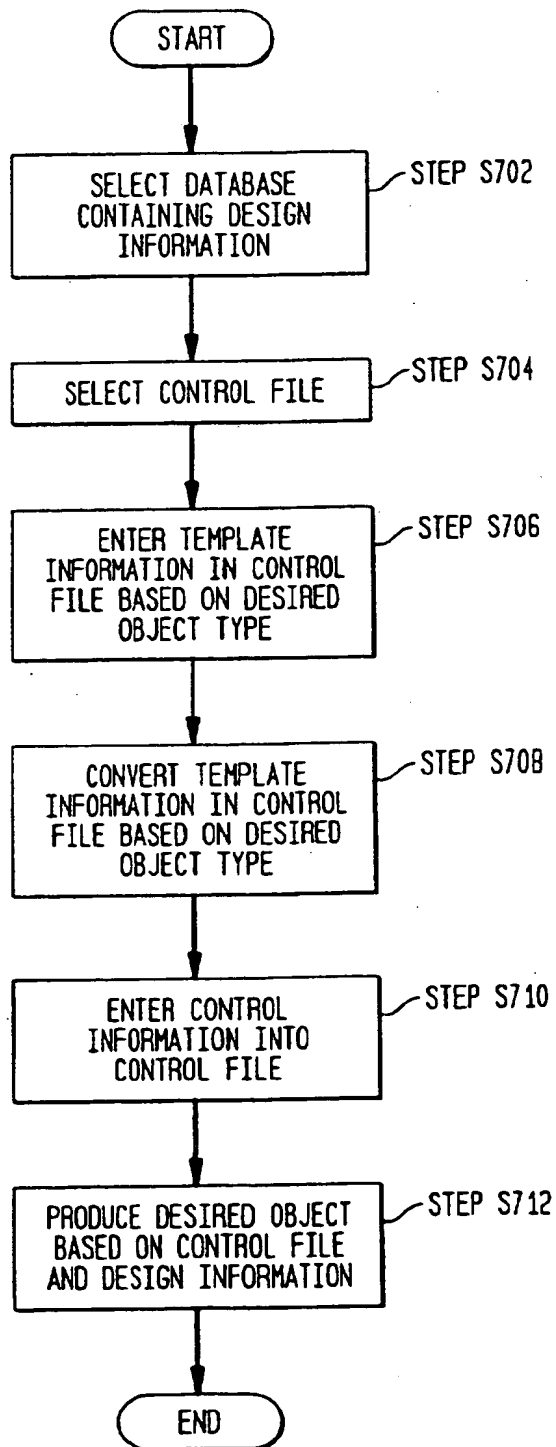 START
SELECT DATABASE
CONTAINING DESIGN
INFORMATION
STEP S702
SELECT CONTROL FILE
STEP S704
ENTER TEMPLATE
INFORMATION IN CONTROL
FILE BASED ON DESIRED
OBJECT TYPE
STEP S706
CONVERT TEMPLATE
INFORMATION IN CONTROL
FILE BASED ON DESIRED
OBJECT TYPE
STEP S708
ENTER CONTROL
INFORMATION INTO
CONTROL FILE
STEP S710
PRODUCE DESIRED OBJECT
BASED ON CONTROL FILE
AND DESIGN INFORMATION
STEP S712
END